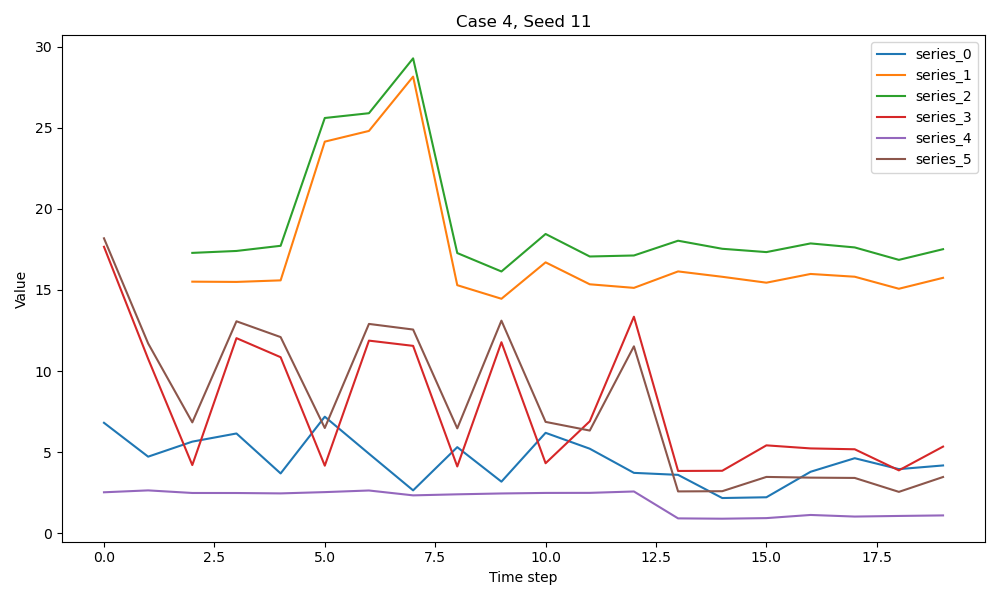 Case 4, Seed 11
Value
30
25
20
15
10
5
0
series_0
series_1
series_2
series_3
series_4
series_5
0.0 2.5 5.0 7.5 10.0 12.5 15.0 17.5
Time step